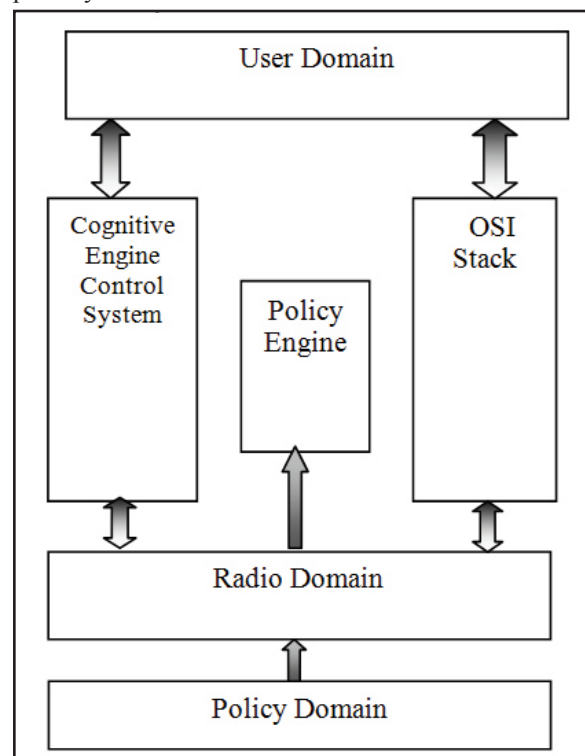 User Domain
Cognitive
Engine
Control
System
OSI
Stack
Policy
Engine
Radio Domain
Policy Domain